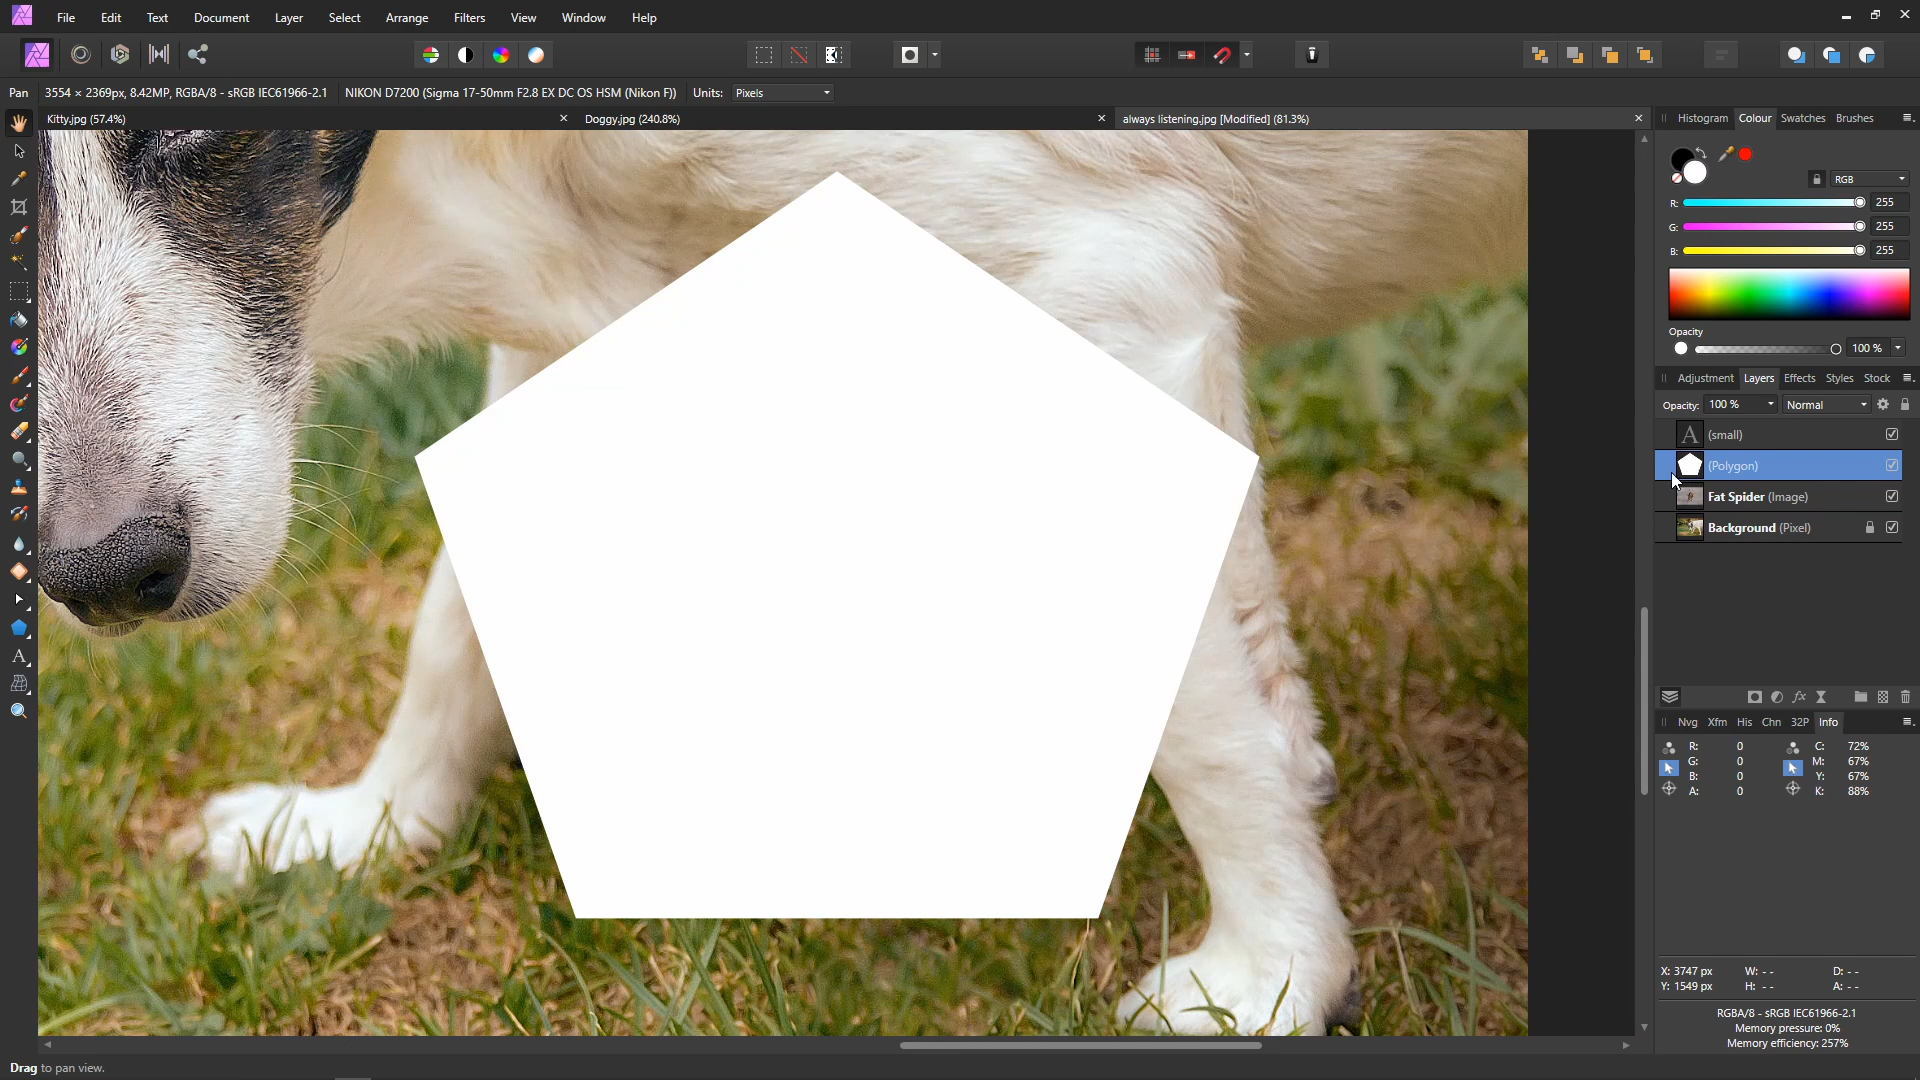 File Edit Text Document Layer Select Arrange Filters View Window Help
Pan 3554 × 2369px, 8.42MP, RGBA/8 - sRGB IEC61966-2.1 NIKON D7200 (Sigma 17-50mm F2.8 EX DC OS HSM (Nikon F)) Units: Pixels
Kitty.jpg (57.4%) Doggy.jpg (240.8%) always listening.jpg [Modified] (81.3%)
Histogram Colour Swatches Brushes
RGB
R: 255
G: 255
B: 255
Opacity
100 %
Adjustment Layers Effects Styles Stock
Opacity: 100 % Normal
A (small)
(Polygon)
Fat Spider (Image)
Background (Pixel)
fx
Nvg Xfm His Chn 32P Info
R: 0 C: 72%
G: 0 M: 67%
B: 0 Y: 67%
A: 0 K: 88%
X: 3747 px W: - - D: - -
Y: 1549 px H: - - A: - -
RGBA/8 - sRGB IEC61966-2.1
Memory pressure: 0%
Memory efficiency: 257%
Drag to pan view.